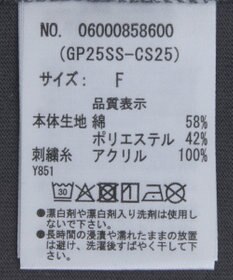 NO. 06000858600
(GP25SS-CS25)
サイズ: F
品質表示
本体生地 綿 58%
ポリエステル 42%
刺繍糸 アクリル 100%
Y851
30
●漂白剤や漂白剤入り洗剤は使用
しないで下さい。
●長時間の浸漬や濡れたままの放置
は避け、洗濯後すばやく干して下
さい。